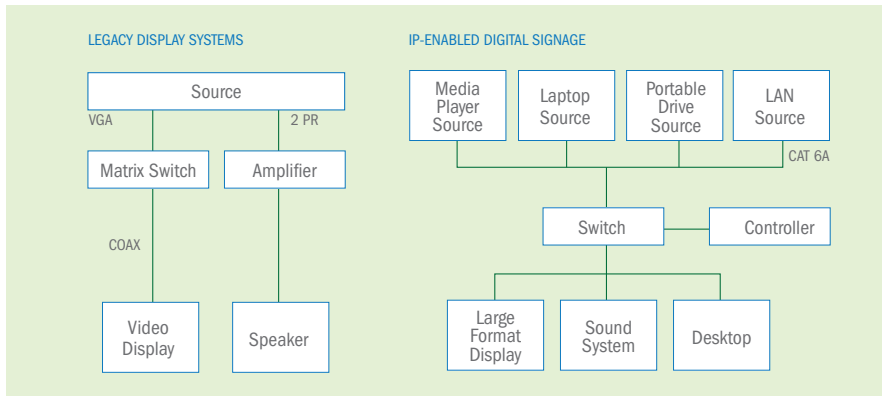 LEGACY DISPLAY SYSTEMS
Source
VGA
2 PR
Matrix Switch
Amplifier
COAX
Video
Display
Speaker
IP-ENABLED DIGITAL SIGNAGE
Media
Player
Source
Laptop
Source
Portable
Drive
Source
LAN
Source
CAT 6A
Switch
Controller
Large
Format
Display
Sound
System
Desktop